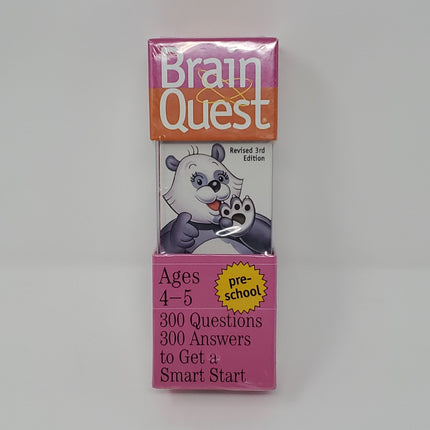 Brain
Quest
Revised 3rd
Edition
Ages
4–5
pre-
school
300 Questions
300 Answers
to Get a
Smart Start